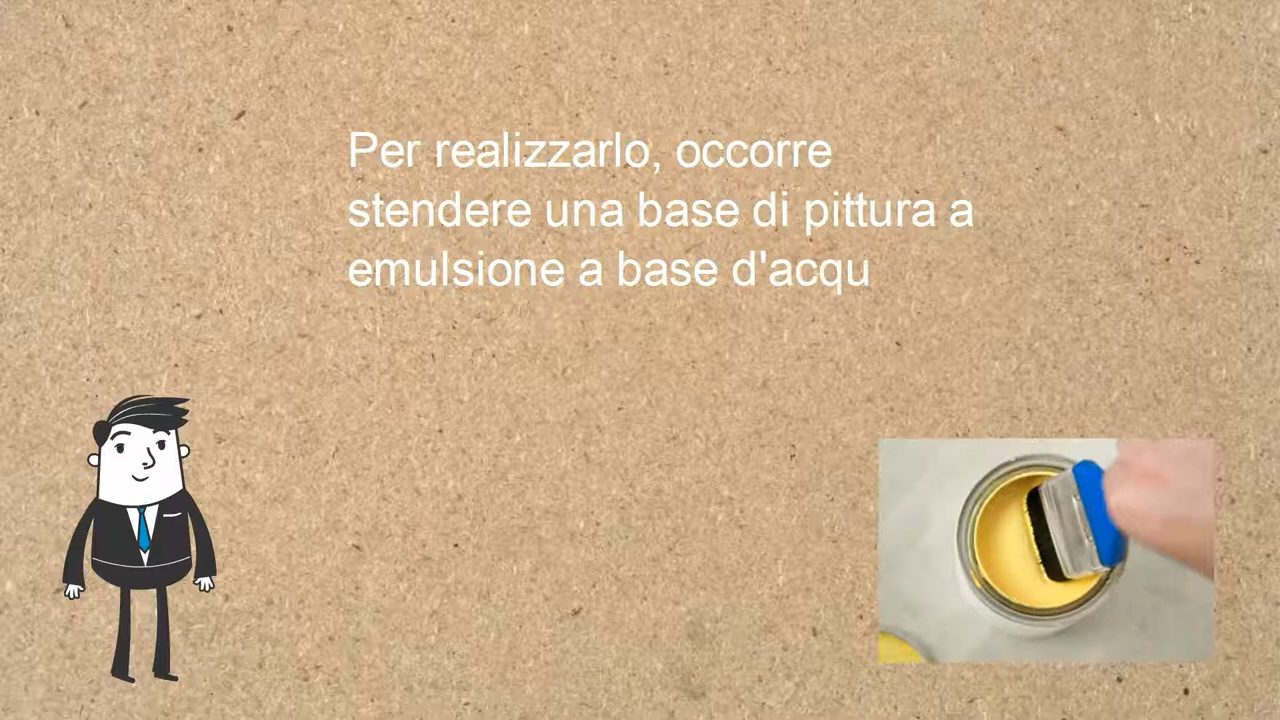 Per realizzarlo, occorre
stendere una base di pittura a
emulsione a base d'acqu